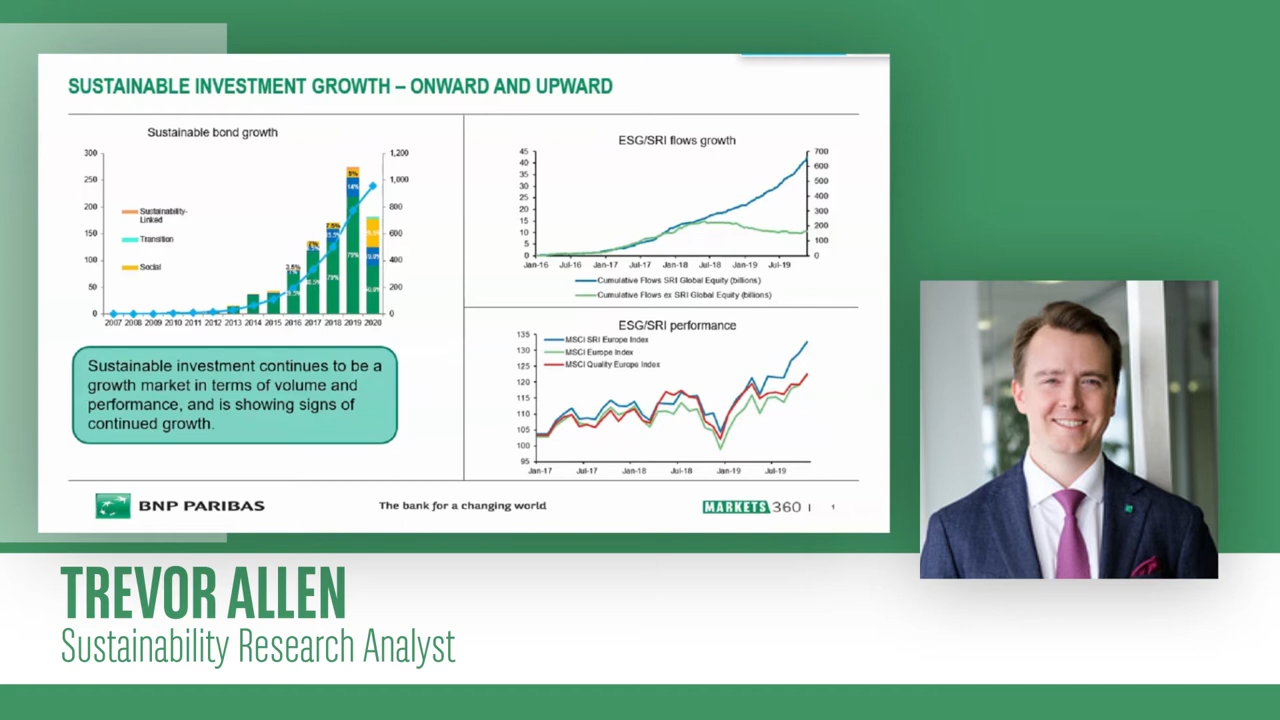 SUSTAINABLE INVESTMENT GROWTH – ONWARD AND UPWARD
Sustainable bond growth
300
250
200
150
100
50
0
1,200
1,000
800
600
400
200
0
Sustainability-
Linked
Transition
Social
5%
14%
75%
79%
2007 2008 2009 2010 2011 2012 2013 2014 2015 2016 2017 2018 2019 2020
Sustainable investment continues to be a
growth market in terms of volume and
performance, and is showing signs of
continued growth.
ESG/SRI flows growth
45
40
35
30
25
20
15
10
5
0
700
600
500
400
300
200
100
0
Jan-16 Jul-16 Jan-17 Jul-17 Jan-18 Jul-18 Jan-19 Jul-19
Cumulative Flows SRI Global Equity (billions)
Cumulative Flows ex SRI Global Equity (billions)
ESG/SRI performance
135
130
125
120
115
110
105
100
95
MSCI SRI Europe Index
MSCI Europe Index
MSCI Quality Europe Index
Jan-17 Jul-17 Jan-18 Jul-18 Jan-19 Jul-19
BNP PARIBAS
The bank for a changing world
MARKETS 360 | 1
TREVOR ALLEN
Sustainability Research Analyst